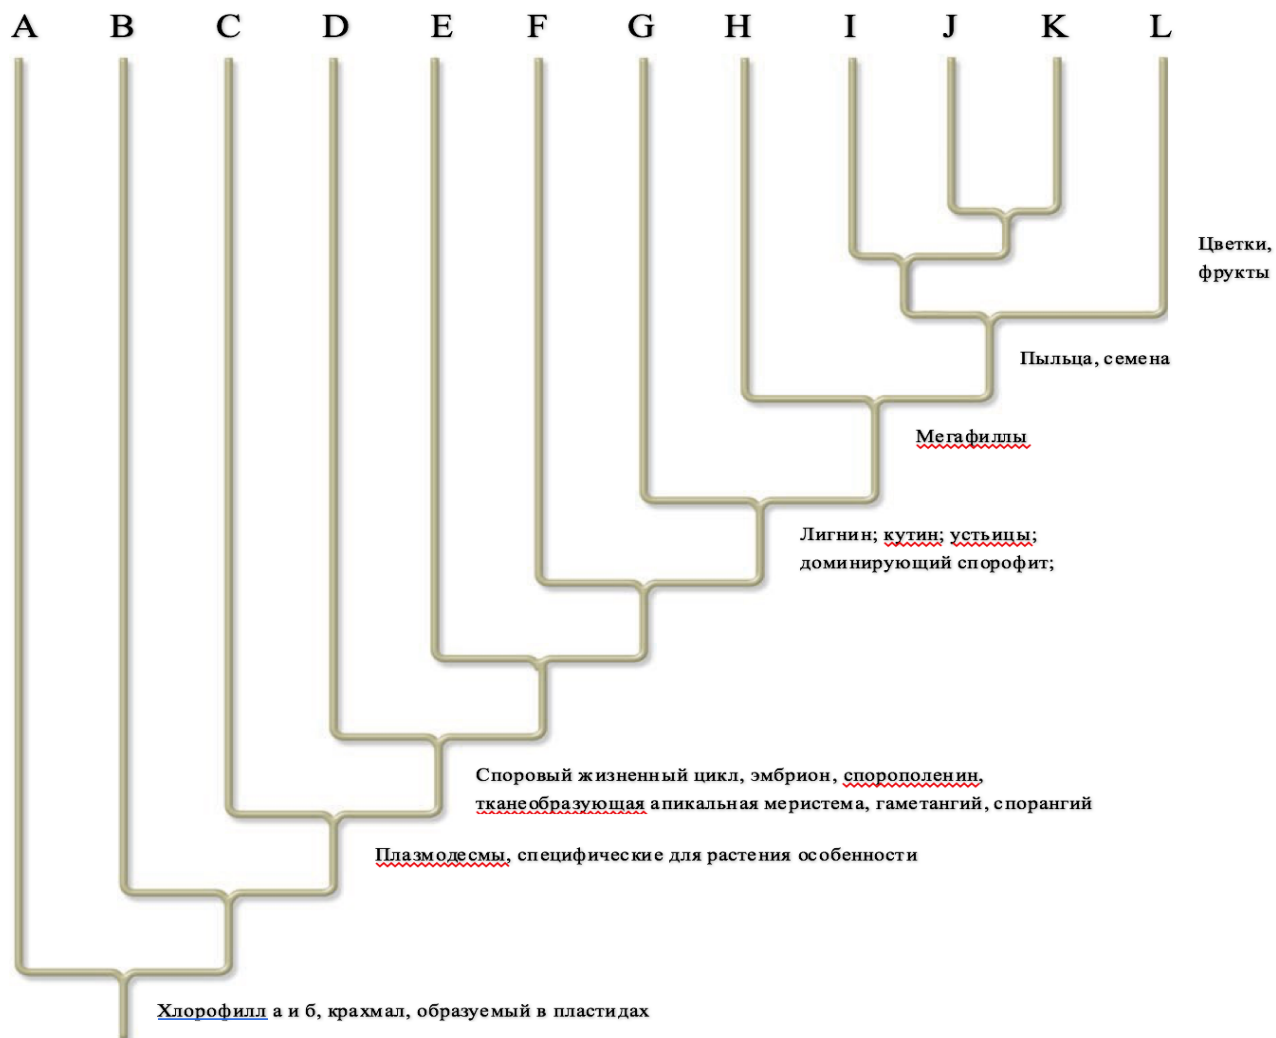 A B C D E F G H I J K L
Цветки,
фрукты
Пыльца, семена
Мегафиллы
Лигнин; кутин; устьицы;
доминирующий спорофит;
Споровый жизненный цикл, эмбрион, спорополенин,
тканеобразующая апикальная меристема, гаметангий, спорангий
Плазмодесмы, специфические для растения особенности
Хлорофилл а и б, крахмал, образуемый в пластидах